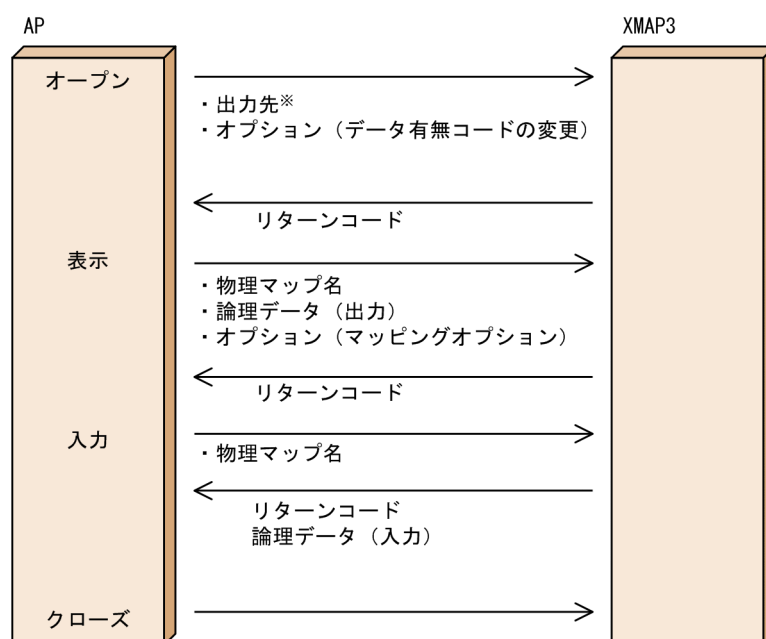 AP
XMAP3
オープン
・出力先※
・オプション（データ有無コードの変更）
リターンコード
表示
・物理マップ名
・論理データ（出力）
・オプション（マッピングオプション）
リターンコード
入力
・物理マップ名
リターンコード
論理データ（入力）
クローズ